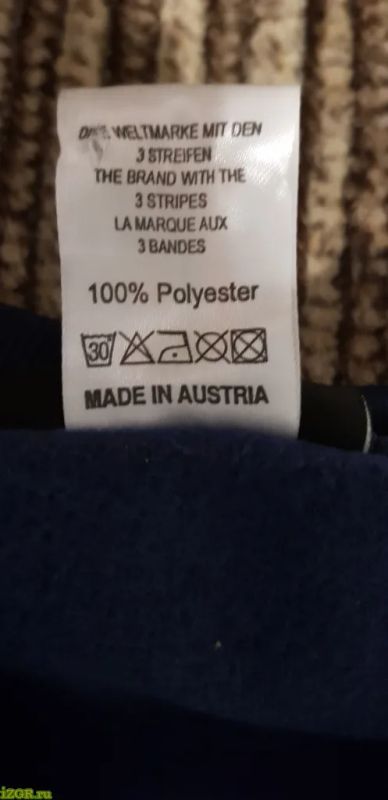 DIE WELTMARKE MIT DEN
3 STREIFEN
THE BRAND WITH THE
3 STRIPES
LA MARQUE AUX
3 BANDES
100% Polyester
30
MADE IN AUSTRIA
iZGR.ru